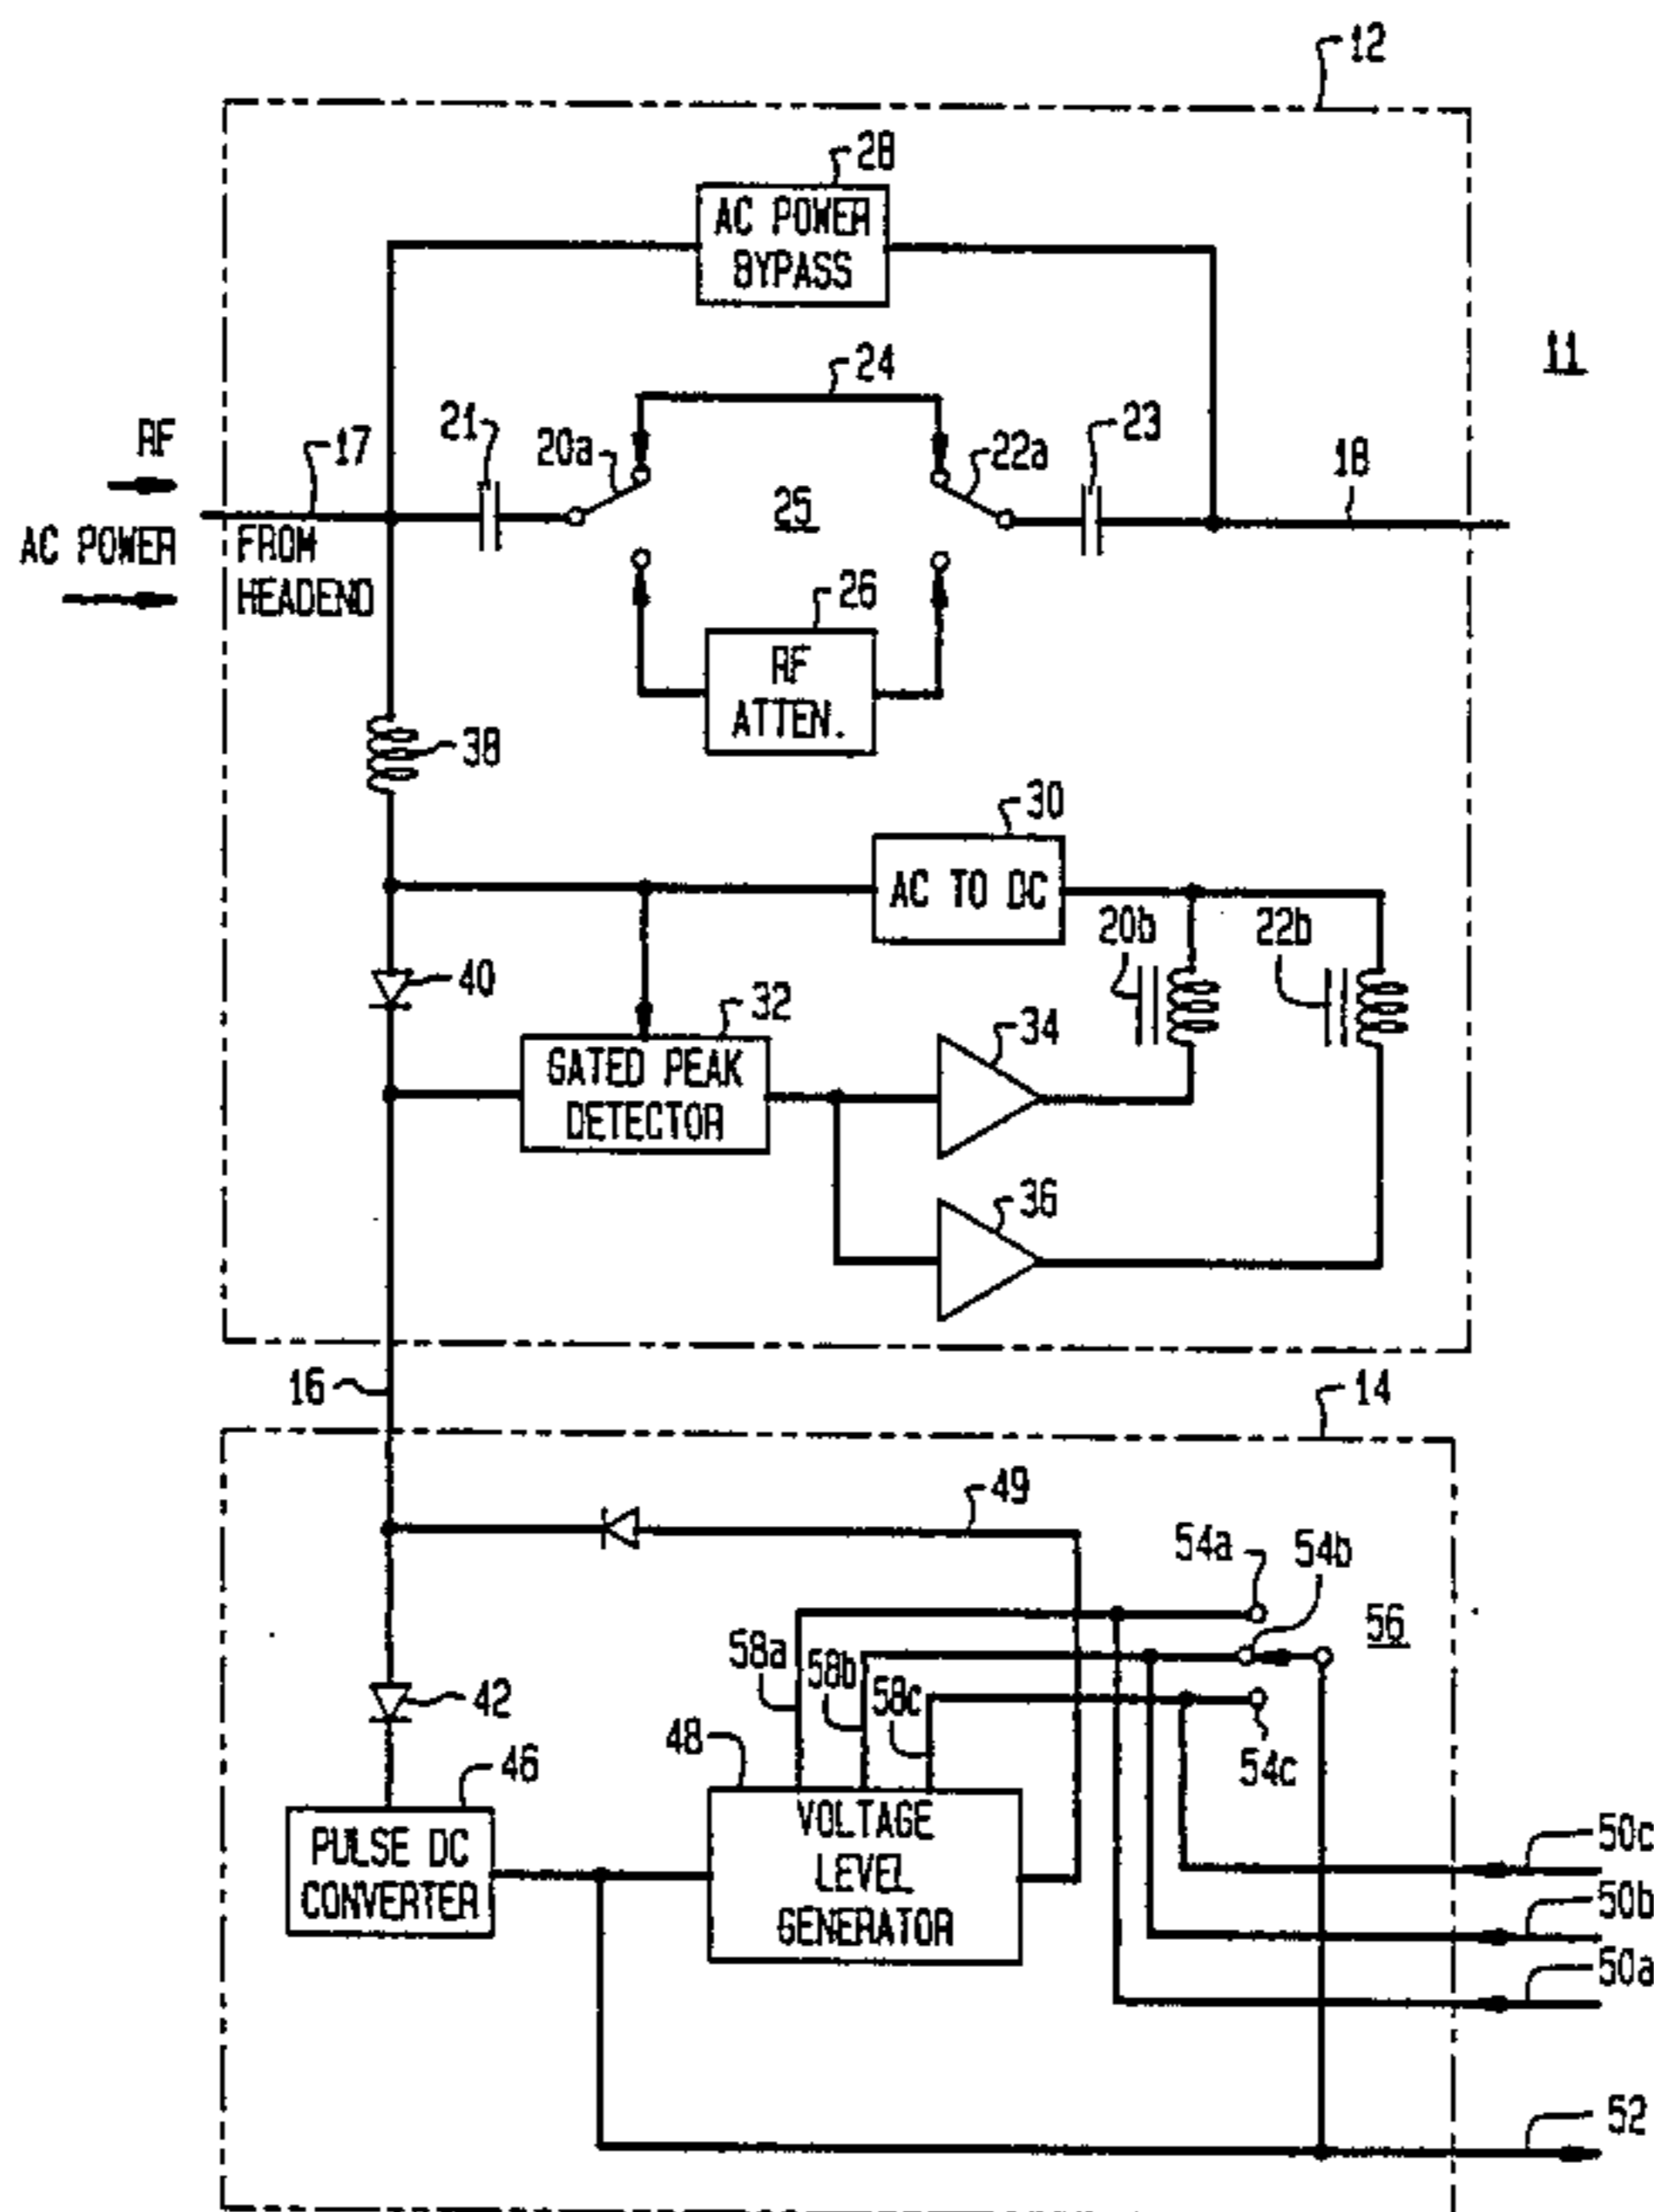 12
28
AC POWER
BYPASS
11
24
RF
17
21
20a
25
22a
23
18
AC POWER
FROM
HEADEND
26
RF
ATTEN.
38
30
AC TO DC
20b
22b
40
32
GATED PEAK
DETECTOR
34
36
16
14
49
54a
54b
56
58a
58b
58c
42
48
54c
46
VOLTAGE
LEVEL
GENERATOR
PULSE DC
CONVERTER
50c
50b
50a
52